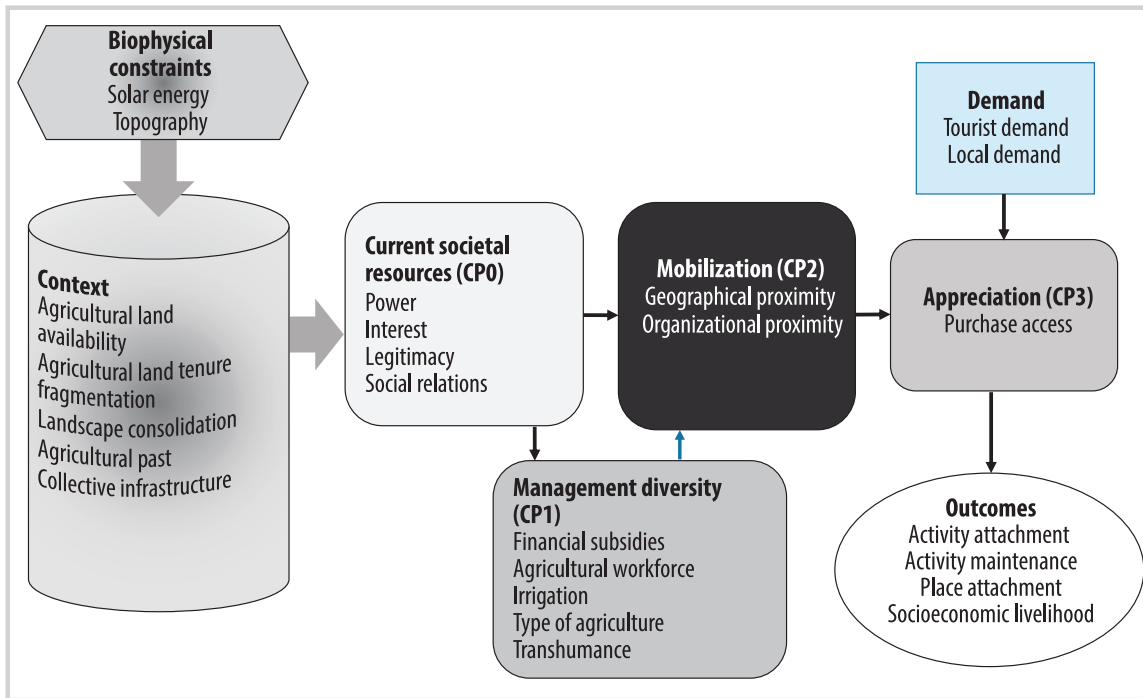 Biophysical
constraints
Solar energy
Topography
Context
Agricultural land
availability
Agricultural land tenure
fragmentation
Landscape consolidation
Agricultural past
Collective infrastructure
Current societal
resources (CP0)
Power
Interest
Legitimacy
Social relations
Management diversity
(CP1)
Financial subsidies
Agricultural workforce
Irrigation
Type of agriculture
Transhumance
Mobilization (CP2)
Geographical proximity
Organizational proximity
Demand
Tourist demand
Local demand
Appreciation (CP3)
Purchase access
Outcomes
Activity attachment
Activity maintenance
Place attachment
Socioeconomic livelihood